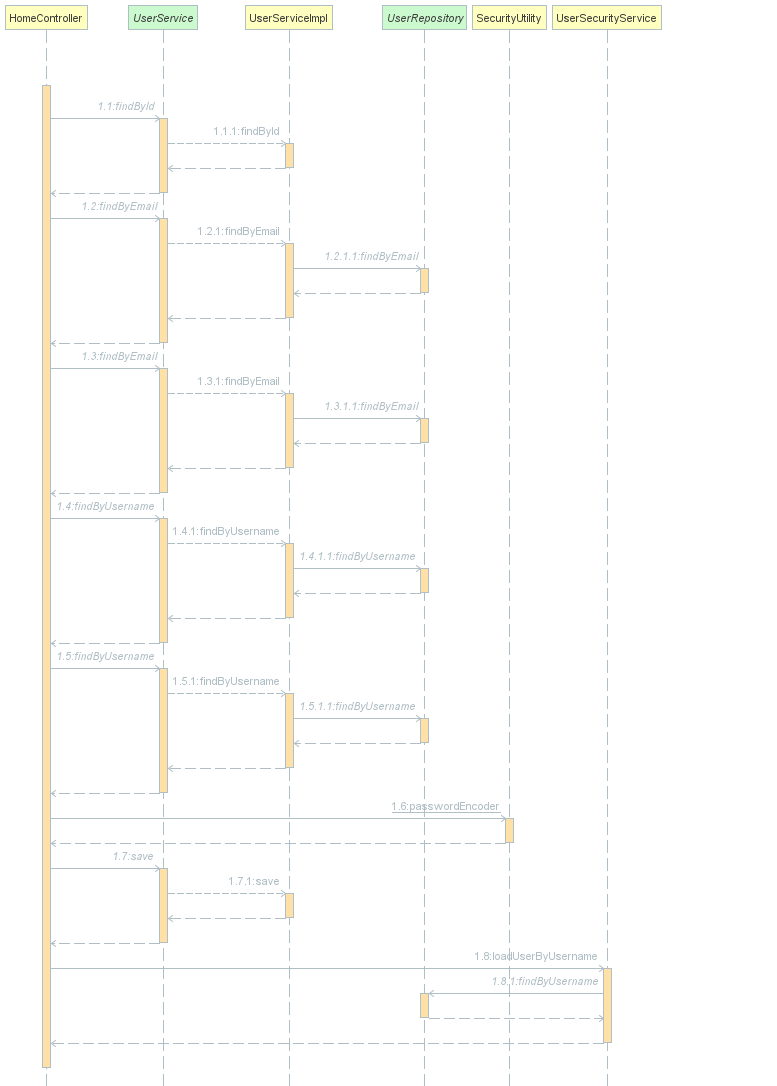 HomeController UserService UserServiceImpl UserRepository SecurityUtility UserSecurityService
1.1:findById
1.1.1:findById
1.2:findByEmail
1.2.1:findByEmail
1.2.1.1:findByEmail
1.3:findByEmail
1.3.1:findByEmail
1.3.1.1:findByEmail
1.4:findByUsername
1.4.1:findByUsername
1.4.1.1:findByUsername
1.5:findByUsername
1.5.1:findByUsername
1.5.1.1:findByUsername
1.6:passwordEncoder
1.7:save
1.7.1:save
1.8:loadUserByUsername
1.8.1:findByUsername